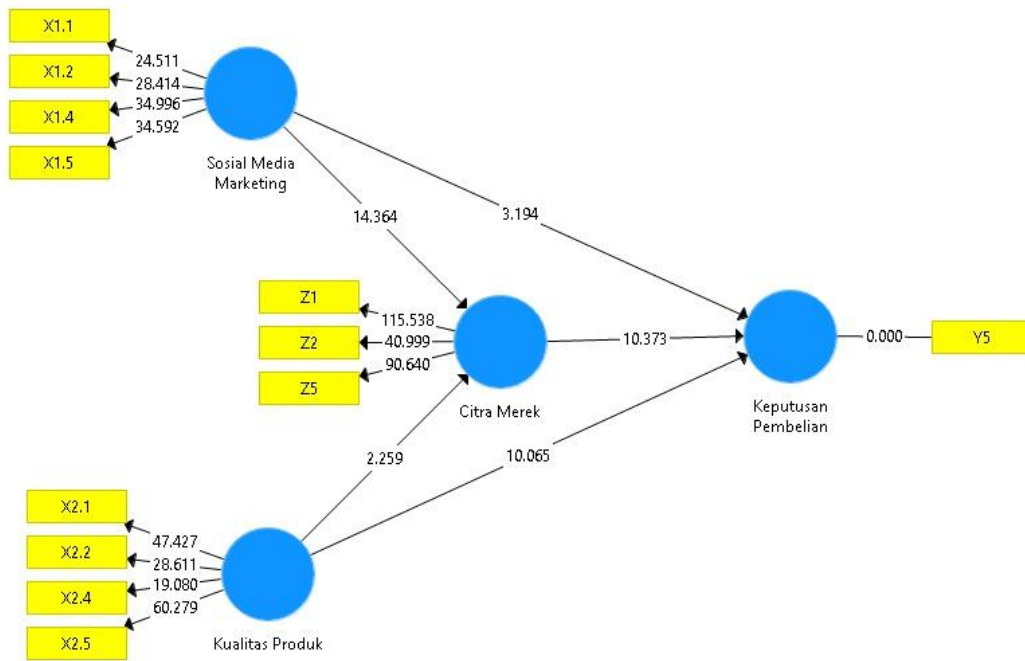 X1.1
24.511
X1.2
28.414
X1.4
34.996
34.592
X1.5
Sosial Media
Marketing
14.364
3.194
Z1
115.538
Z2
40.999
Z5
90.640
Citra Merek
10.373
0.000
Y5
Keputusan
Pembelian
2.259
10.065
X2.1
47.427
X2.2
28.611
X2.4
19.080
60.279
X2.5
Kualitas Produk